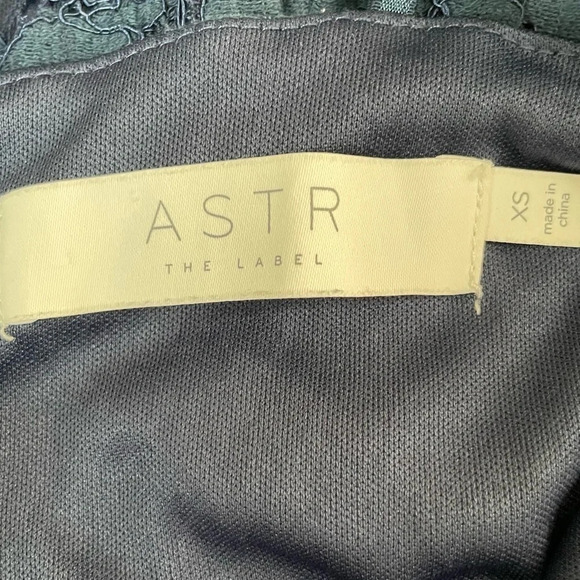 ASTR
THE LABEL
XS
made in
china